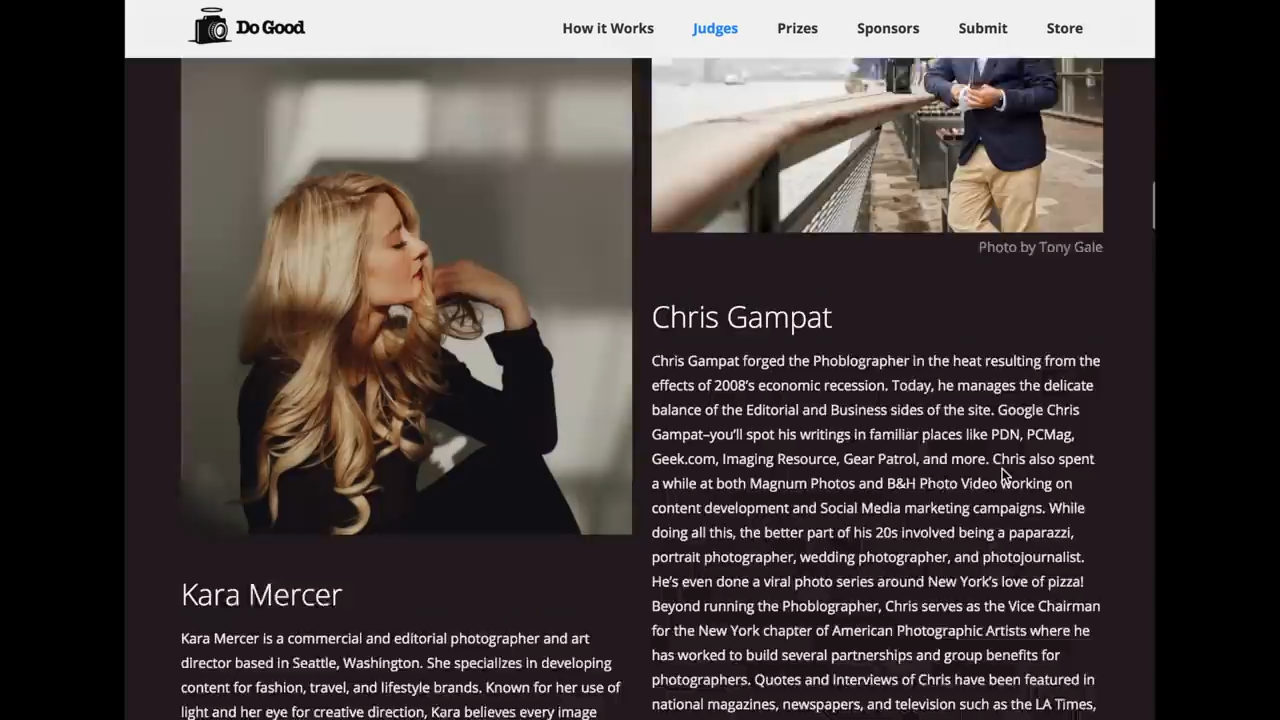 Do Good
How it Works
Judges
Prizes
Sponsors
Submit
Store
Photo by Tony Gale
Chris Gampat
Chris Gampat forged the Phoblographer in the heat resulting from the
effects of 2008's economic recession. Today, he manages the delicate
balance of the Editorial and Business sides of the site. Google Chris
Gampat–you'll spot his writings in familiar places like PDN, PCMag,
Geek.com, Imaging Resource, Gear Patrol, and more. Chris also spent
a while at both Magnum Photos and B&H Photo Video working on
content development and Social Media marketing campaigns. While
doing all this, the better part of his 20s involved being a paparazzi,
portrait photographer, wedding photographer, and photojournalist.
He's even done a viral photo series around New York's love of pizza!
Beyond running the Phoblographer, Chris serves as the Vice Chairman
for the New York chapter of American Photographic Artists where he
has worked to build several partnerships and group benefits for
photographers. Quotes and interviews of Chris have been featured in
national magazines, newspapers, and television such as the LA Times,
Kara Mercer
Kara Mercer is a commercial and editorial photographer and art
director based in Seattle, Washington. She specializes in developing
content for fashion, travel, and lifestyle brands. Known for her use of
light and her eye for creative direction, Kara believes every image